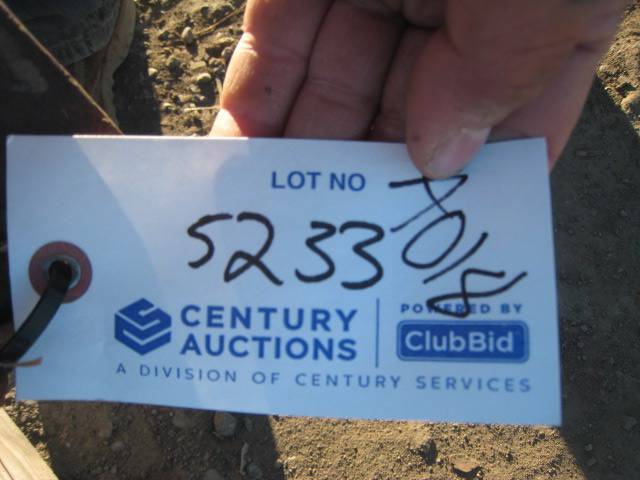 LOT NO
5233
CENTURY
AUCTIONS
POWERED BY
ClubBid
A DIVISION OF CENTURY SERVICES